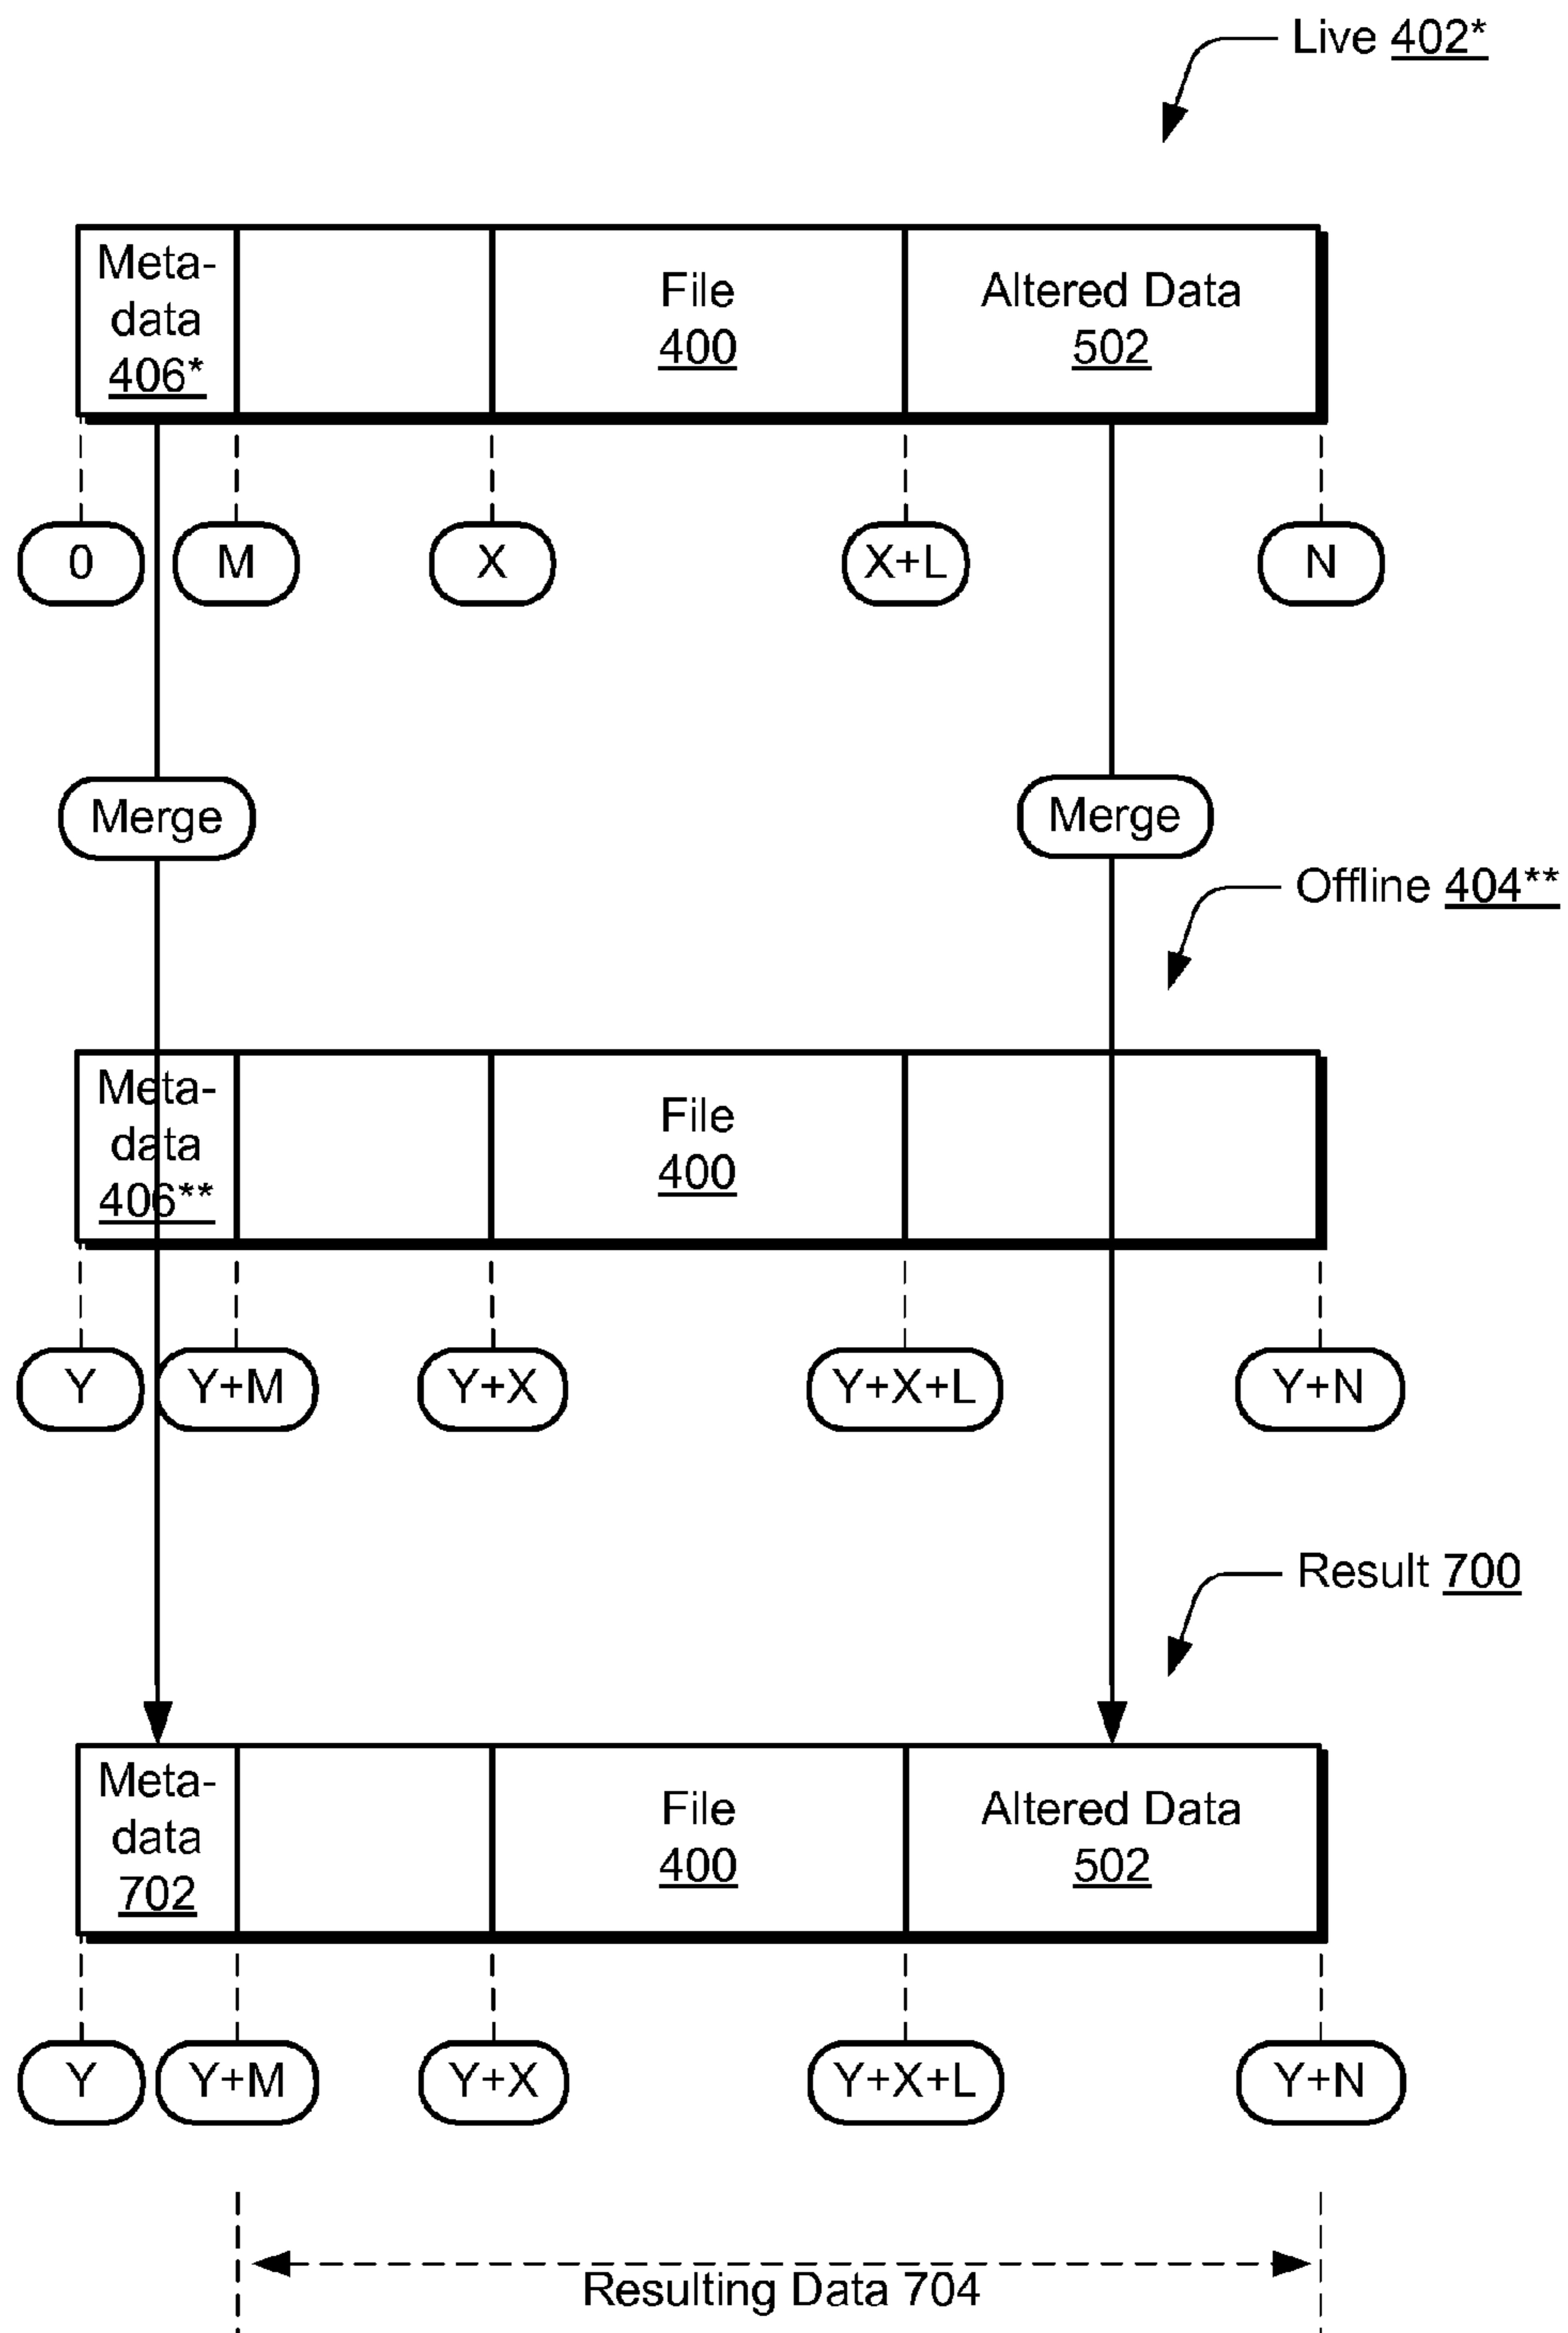 Live 402*
Meta-
data
406*
File
400
Altered Data
502
0 M X X+L N
Merge Merge
Offline 404**
Meta-
data
406**
File
400
Y Y+M Y+X Y+X+L Y+N
Result 700
Meta-
data
702
File
400
Altered Data
502
Y Y+M Y+X Y+X+L Y+N
Resulting Data 704